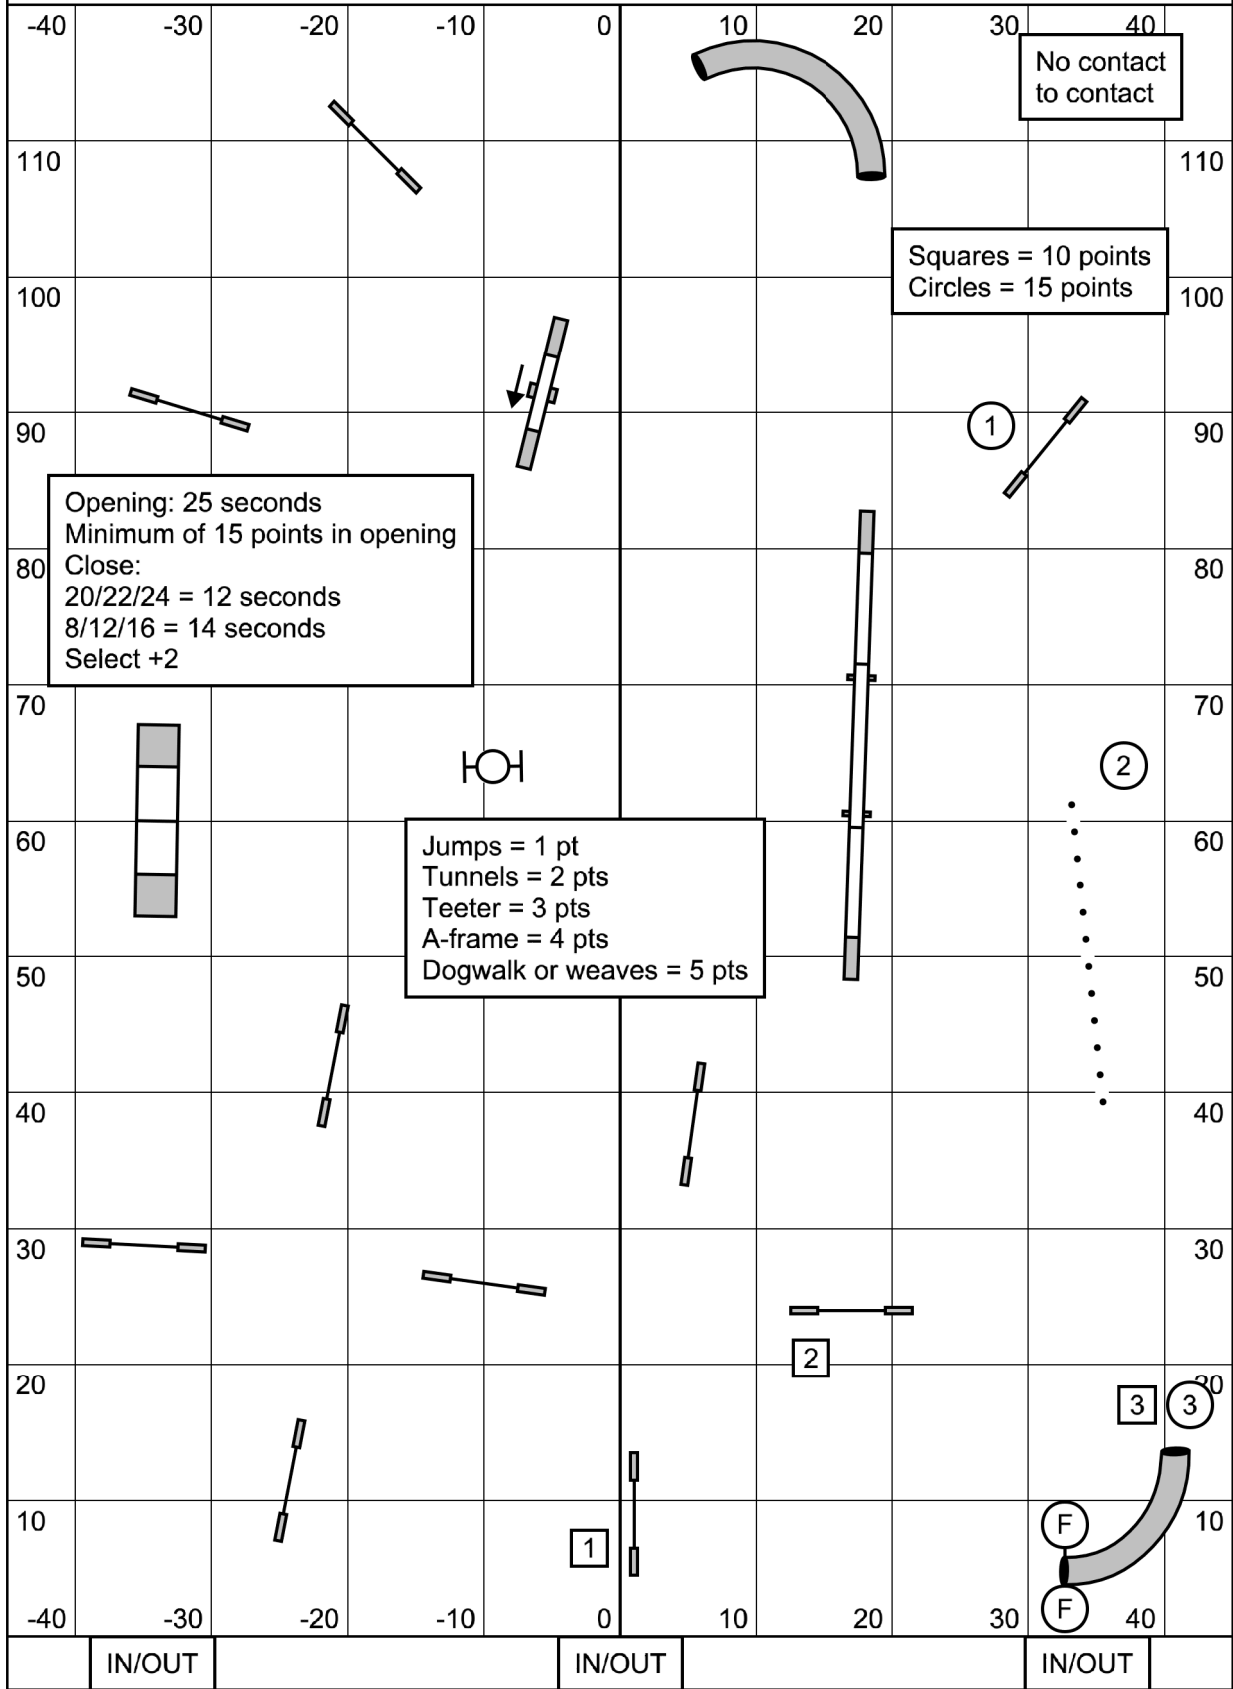 -40 -30 -20 -10 0 10 20 30 40
No contact
to contact
110 110
Squares = 10 points
Circles = 15 points
100 100
1
90 90
Opening: 25 seconds
Minimum of 15 points in opening
Close:
20/22/24 = 12 seconds
8/12/16 = 14 seconds
Select +2
80 80
70 70
2
60 60
Jumps = 1 pt
Tunnels = 2 pts
Teeter = 3 pts
A-frame = 4 pts
Dogwalk or weaves = 5 pts
50 50
40 40
30 30
2
20 20
3 3
10 10
1
F
F
-40 -30 -20 -10 0 10 20 30 40
IN/OUT IN/OUT IN/OUT